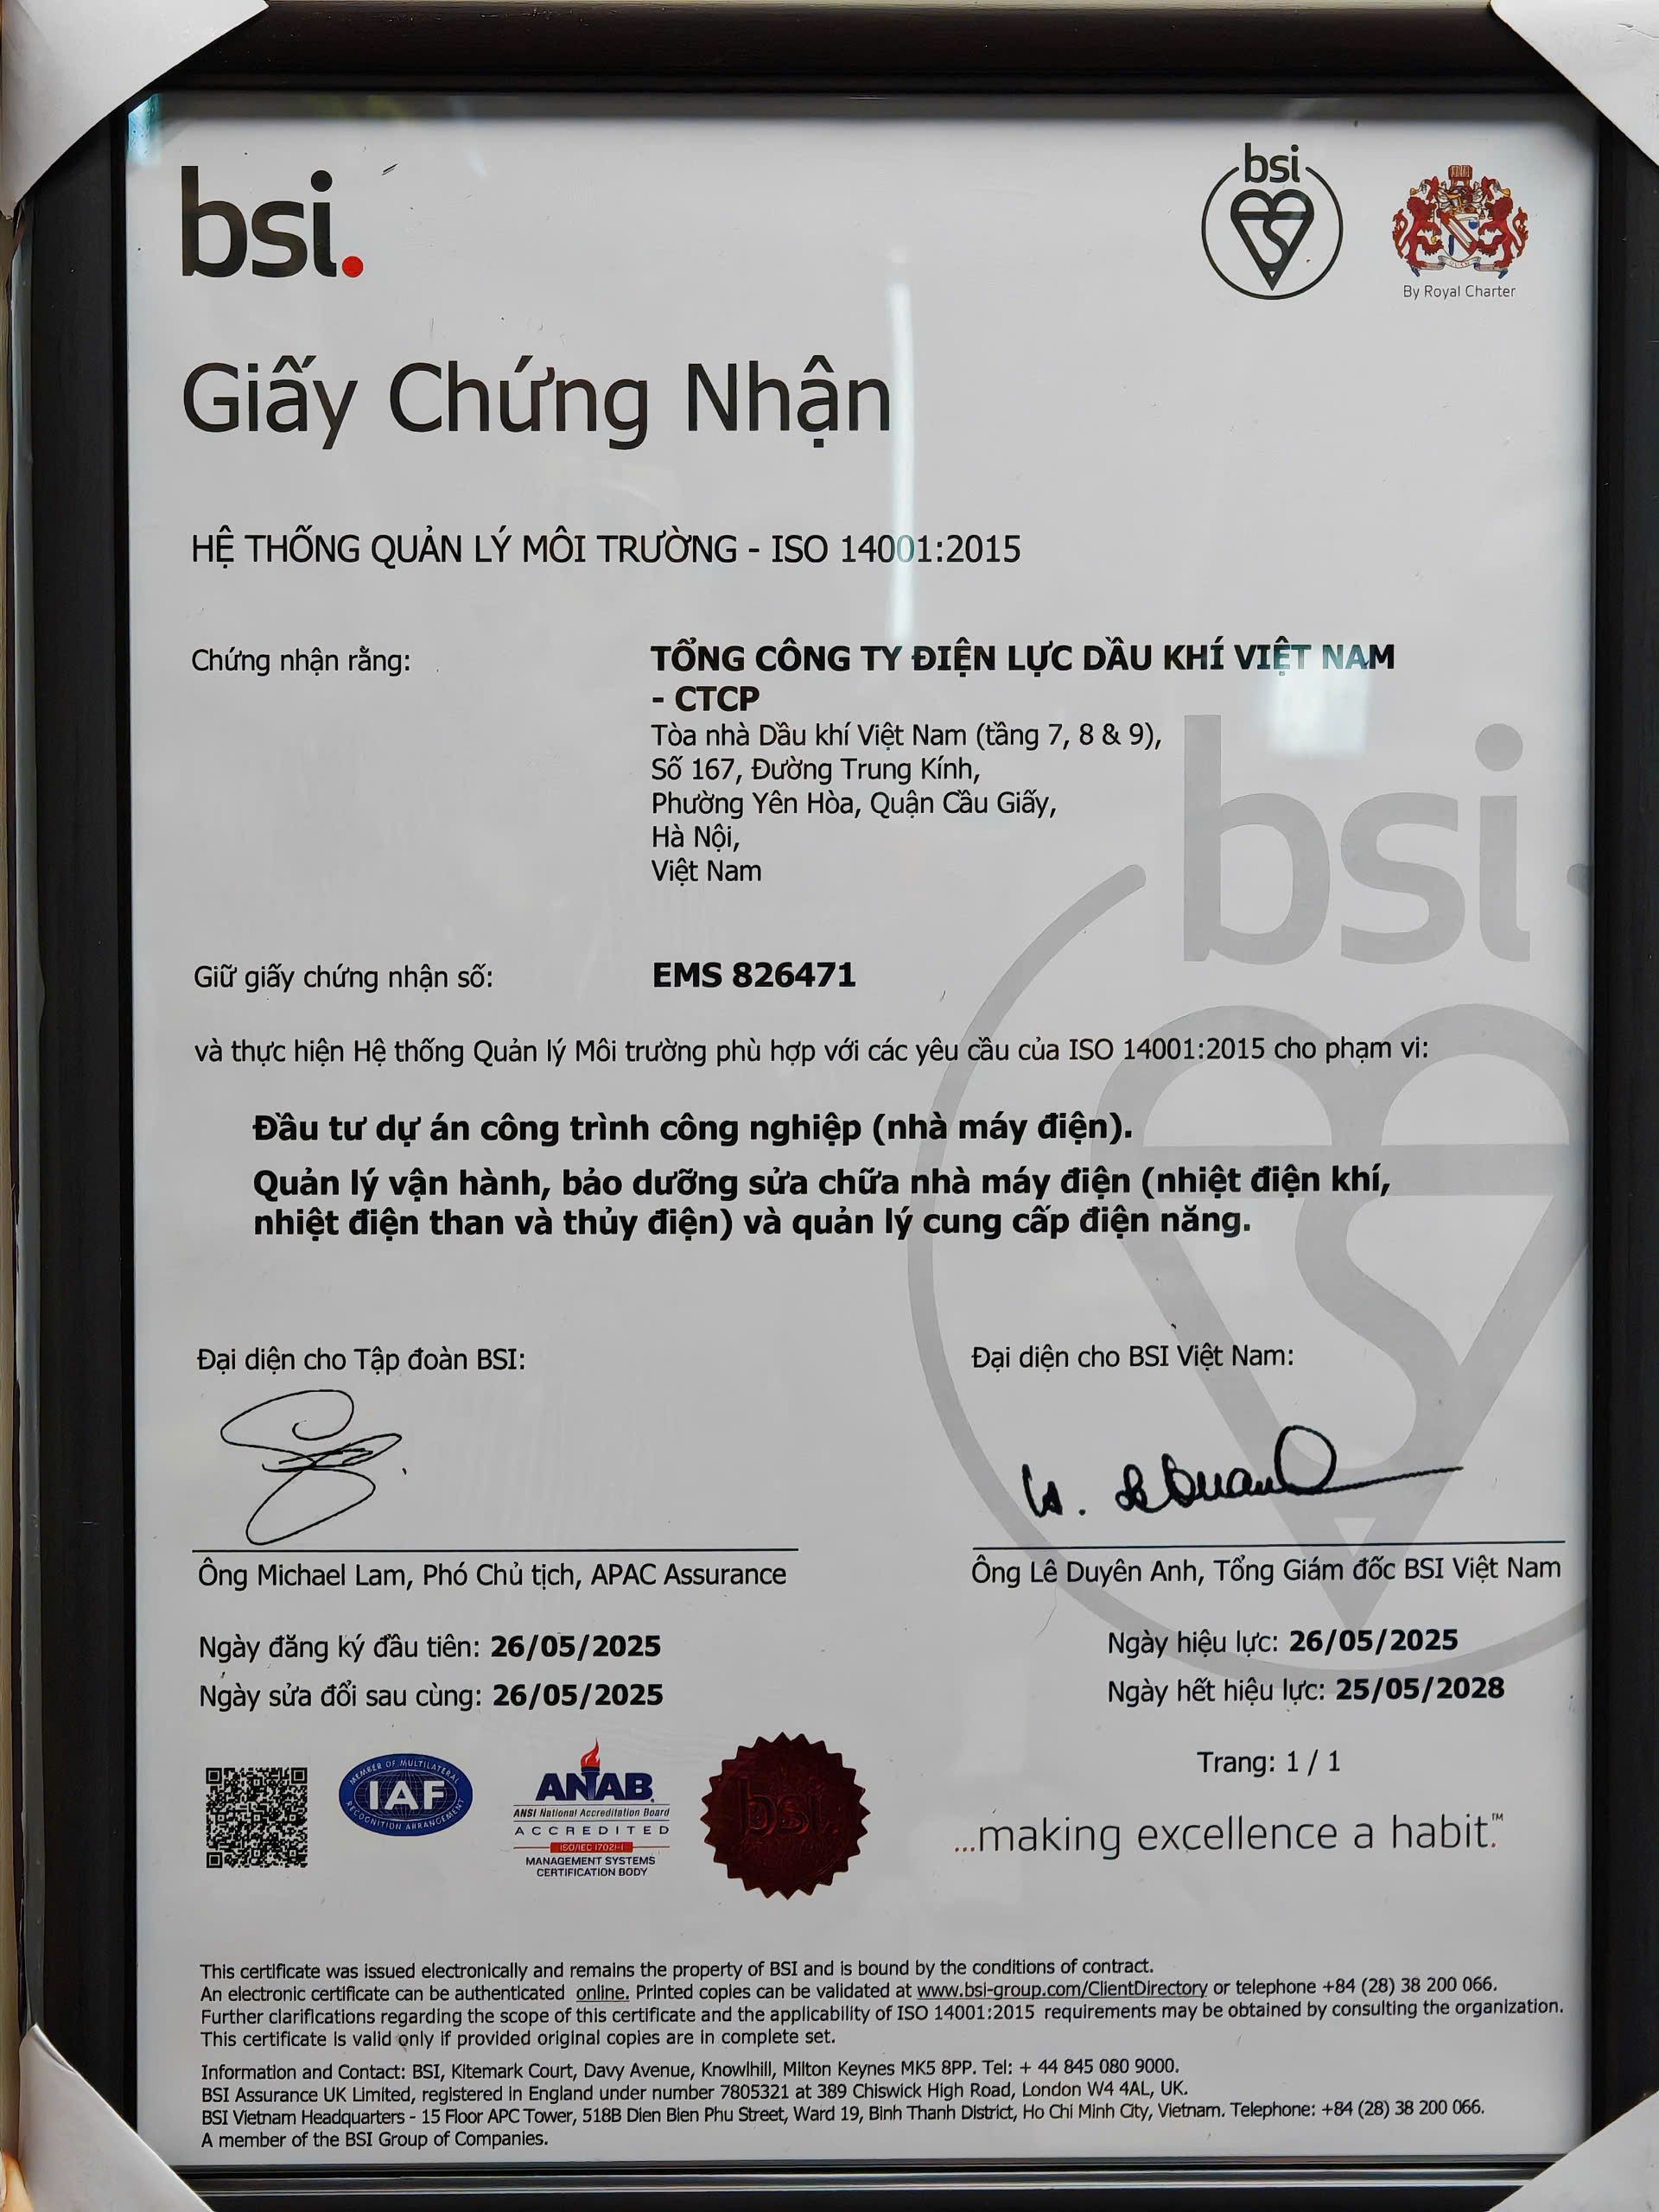 bsi.
bsi
By Royal Charter
Giấy Chứng Nhận
HỆ THỐNG QUẢN LÝ MÔI TRƯỜNG - ISO 14001:2015
Chứng nhận rằng:
TỔNG CÔNG TY ĐIỆN LỰC DẦU KHÍ VIỆT NAM
- CTCP
Tòa nhà Dầu khí Việt Nam (tầng 7, 8 & 9),
Số 167, Đường Trung Kính,
Phường Yên Hòa, Quận Cầu Giấy,
Hà Nội,
Việt Nam
bsi
Giữ giấy chứng nhận số:
EMS 826471
và thực hiện Hệ thống Quản lý Môi trường phù hợp với các yêu cầu của ISO 14001:2015 cho phạm vi:
Đầu tư dự án công trình công nghiệp (nhà máy điện).
Quản lý vận hành, bảo dưỡng sửa chữa nhà máy điện (nhiệt điện khí,
nhiệt điện than và thủy điện) và quản lý cung cấp điện năng.
Đại diện cho Tập đoàn BSI:
Đại diện cho BSI Việt Nam:
Ông Michael Lam, Phó Chủ tịch, APAC Assurance
Ông Lê Duyên Anh, Tổng Giám đốc BSI Việt Nam
Ngày đăng ký đầu tiên: 26/05/2025
Ngày hiệu lực: 26/05/2025
Ngày sửa đổi sau cùng: 26/05/2025
Ngày hết hiệu lực: 25/05/2028
Trang: 1 / 1
MEMBER OF MULTILATERAL
IAF
RECOGNITION ARRANGEMENT
ANAB
ANSI National Accreditation Board
ACCREDITED
ISO/IEC 17021-1
MANAGEMENT SYSTEMS
CERTIFICATION BODY
bsi.
...making excellence a habit.™
This certificate was issued electronically and remains the property of BSI and is bound by the conditions of contract.
An electronic certificate can be authenticated online. Printed copies can be validated at www.bsi-group.com/ClientDirectory or telephone +84 (28) 38 200 066.
Further clarifications regarding the scope of this certificate and the applicability of ISO 14001:2015 requirements may be obtained by consulting the organization.
This certificate is valid only if provided original copies are in complete set.
Information and Contact: BSI, Kitemark Court, Davy Avenue, Knowlhill, Milton Keynes MK5 8PP. Tel: + 44 845 080 9000.
BSI Assurance UK Limited, registered in England under number 7805321 at 389 Chiswick High Road, London W4 4AL, UK.
BSI Vietnam Headquarters - 15 Floor APC Tower, 518B Dien Bien Phu Street, Ward 19, Binh Thanh District, Ho Chi Minh City, Vietnam. Telephone: +84 (28) 38 200 066.
A member of the BSI Group of Companies.